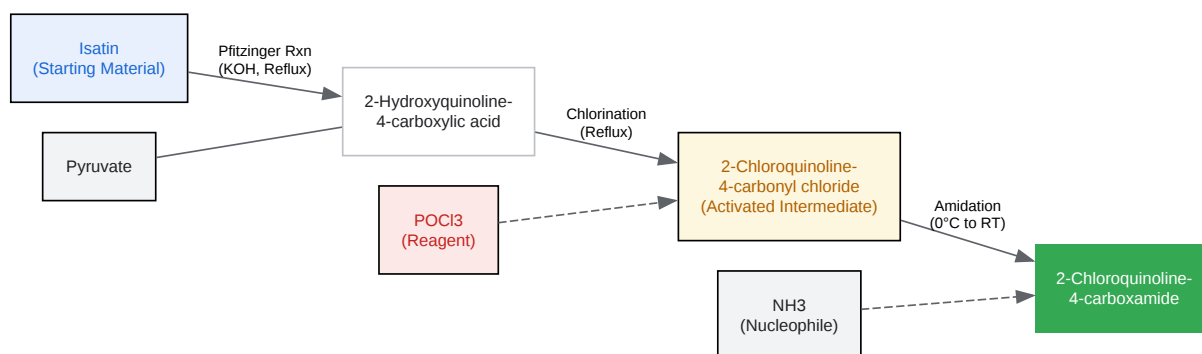 Isatin
(Starting Material)
Pfitzinger Rxn
(KOH, Reflux)
Pyruvate
2-Hydroxyquinoline-
4-carboxylic acid
Chlorination
(Reflux)
POCl3
(Reagent)
2-Chloroquinoline-
4-carbonyl chloride
(Activated Intermediate)
Amidation
(0°C to RT)
NH3
(Nucleophile)
2-Chloroquinoline-
4-carboxamide